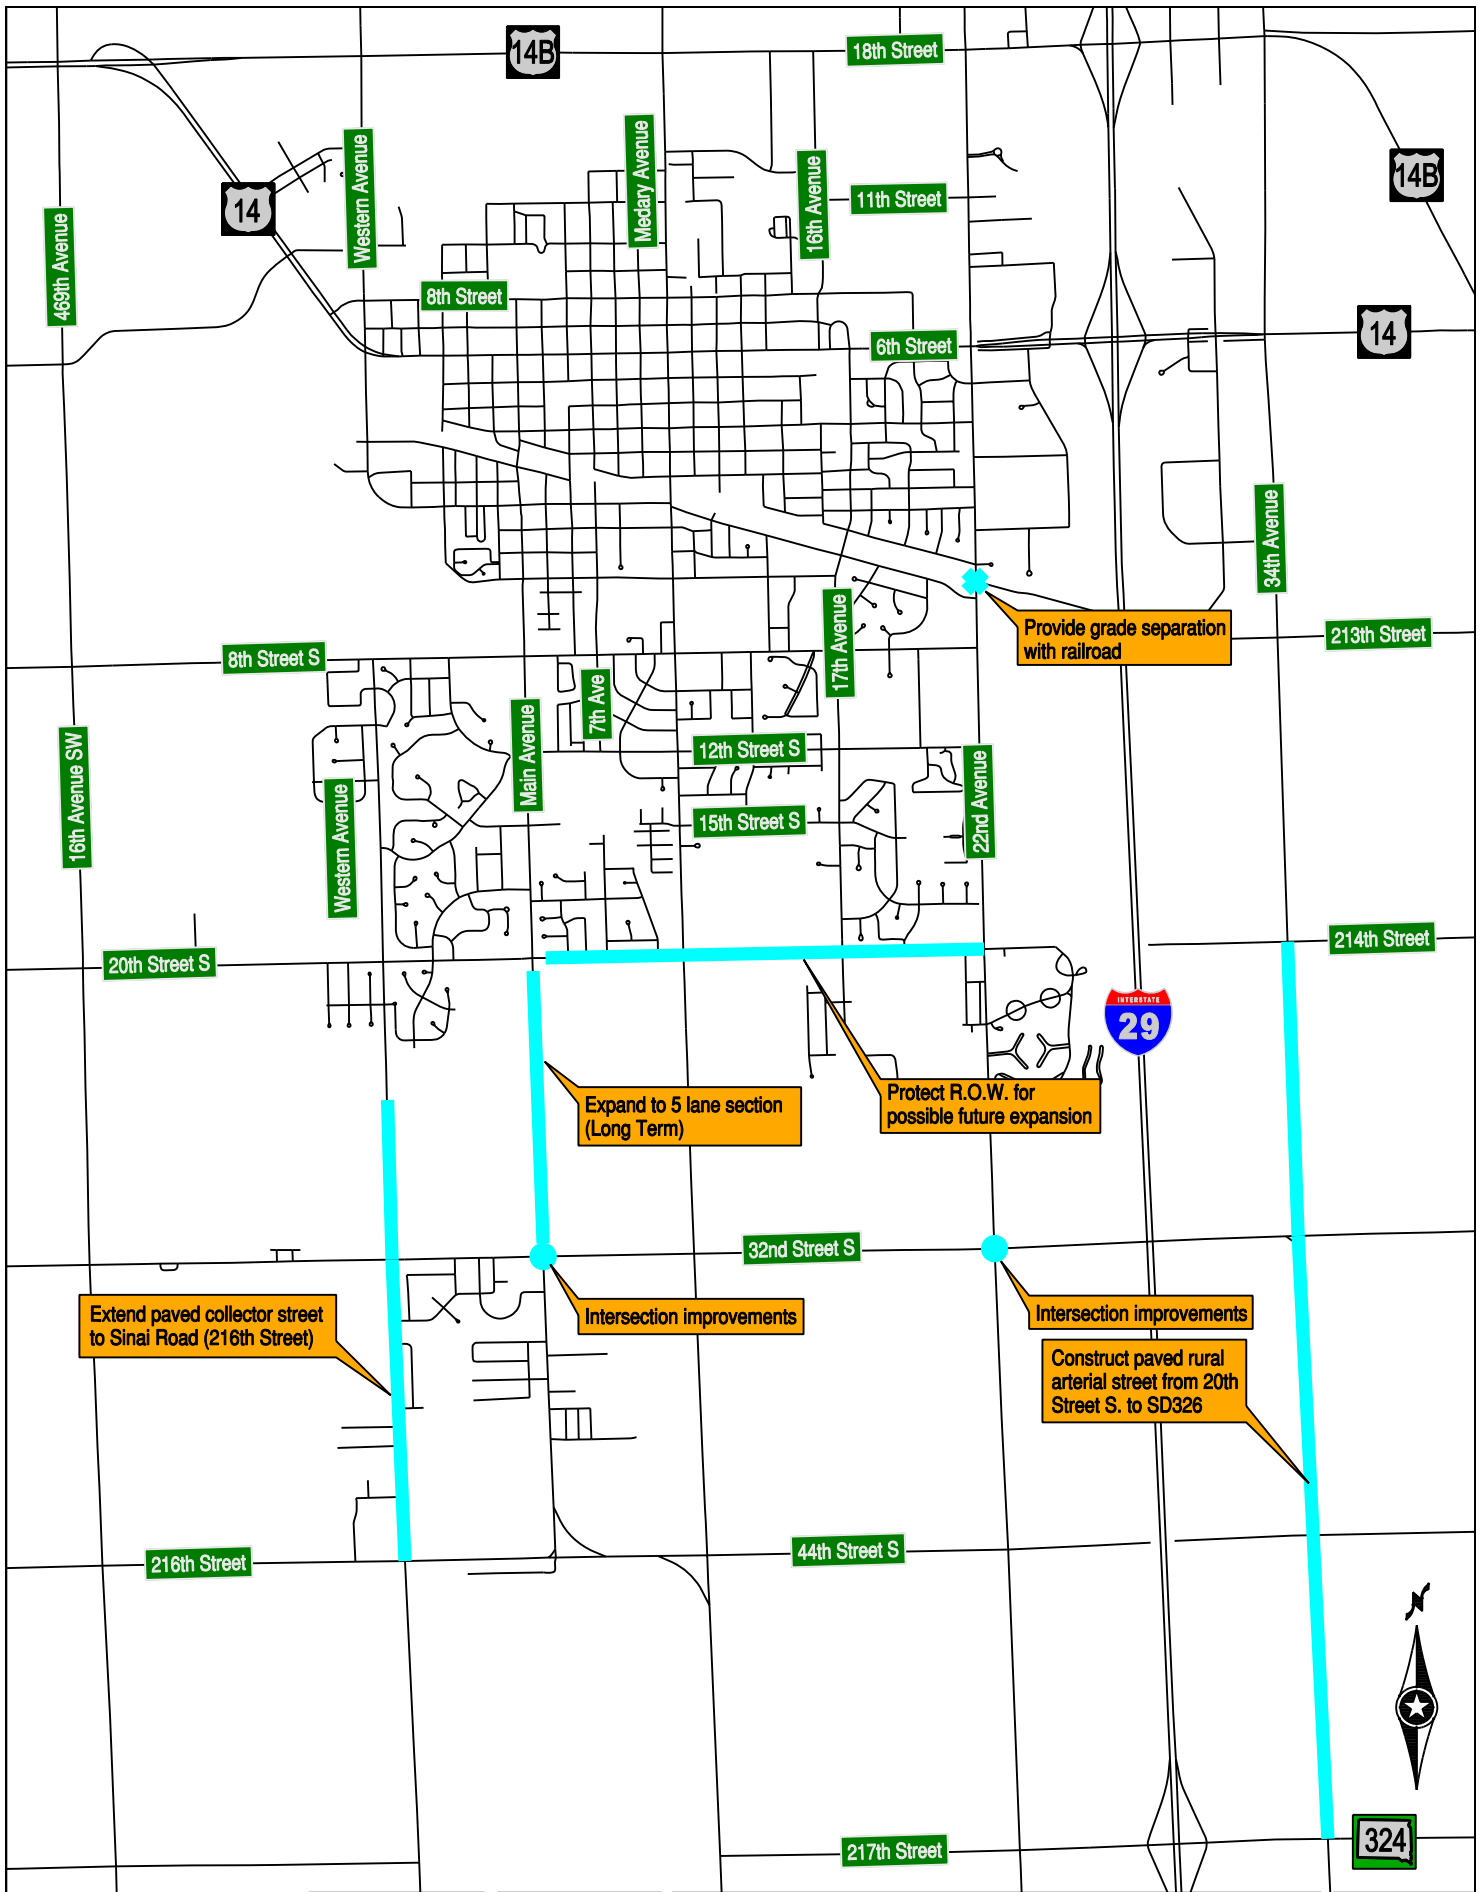 14B
18th Street
Western Avenue
Medary Avenue
16th Avenue
14B
14
11th Street
469th Avenue
8th Street
6th Street
14
34th Avenue
17th Avenue
Provide grade separation
with railroad
213th Street
8th Street S
7th Ave
Main Avenue
12th Street S
22nd Avenue
16th Avenue SW
Western Avenue
15th Street S
20th Street S
214th Street
INTERSTATE
29
Expand to 5 lane section
(Long Term)
Protect R.O.W. for
possible future expansion
32nd Street S
Extend paved collector street
to Sinai Road (216th Street)
Intersection improvements
Intersection improvements
Construct paved rural
arterial street from 20th
Street S. to SD326
216th Street
44th Street S
N
217th Street
324